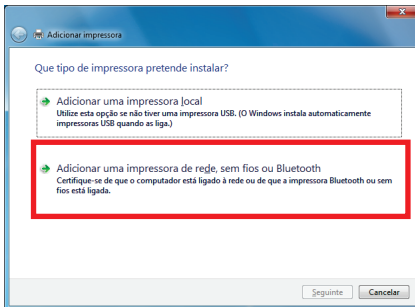 Adicionar impressora
Que tipo de impressora pretende instalar?
Adicionar uma impressora local
Utilize esta opção se não tiver uma impressora USB. (O Windows instala automaticamente
impressoras USB quando as liga.)
Adicionar uma impressora de rede, sem fios ou Bluetooth
Certifique-se de que o computador está ligado à rede ou de que a impressora Bluetooth ou sem
fios está ligada.
Seguinte Cancelar